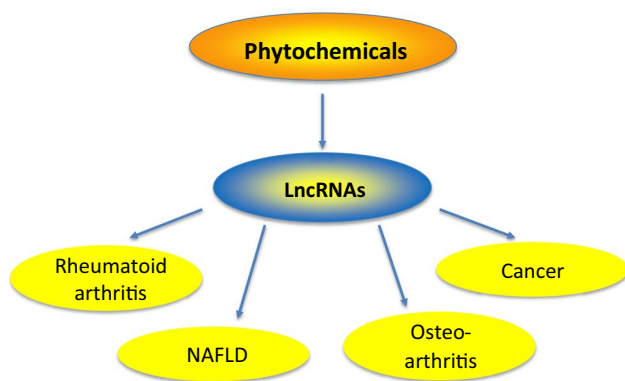 Phytochemicals
LncRNAs
Rheumatoid
arthritis
NAFLD
Osteo-
arthritis
Cancer